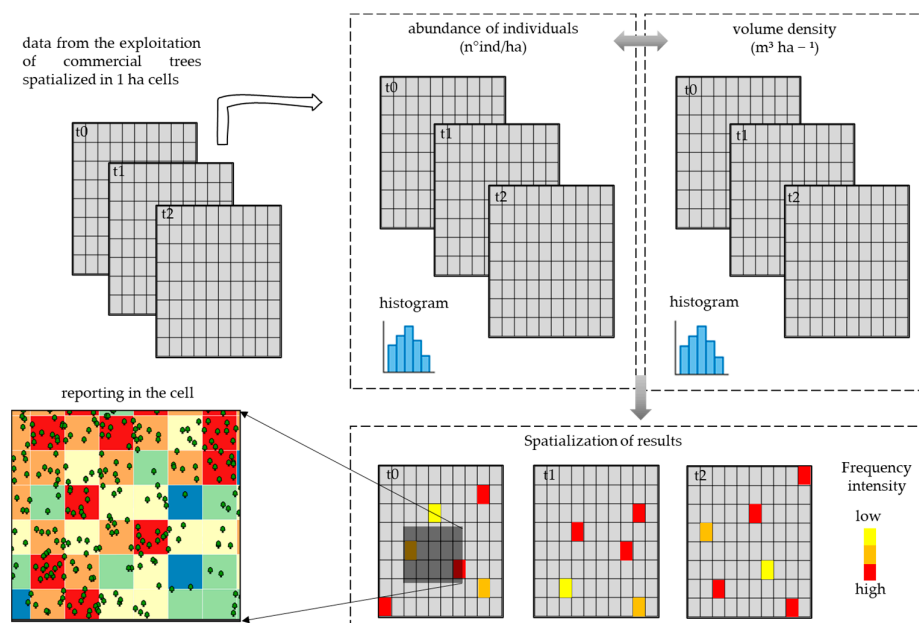 data from the exploitation
of commercial trees
spatialized in 1 ha cells
t0
t1
t2
abundance of individuals
(n°ind/ha)
t0
t1
t2
histogram
volume density
(m³ ha – ¹)
t0
t1
t2
histogram
reporting in the cell
Spatialization of results
t0
t1
t2
Frequency
intensity
low
high